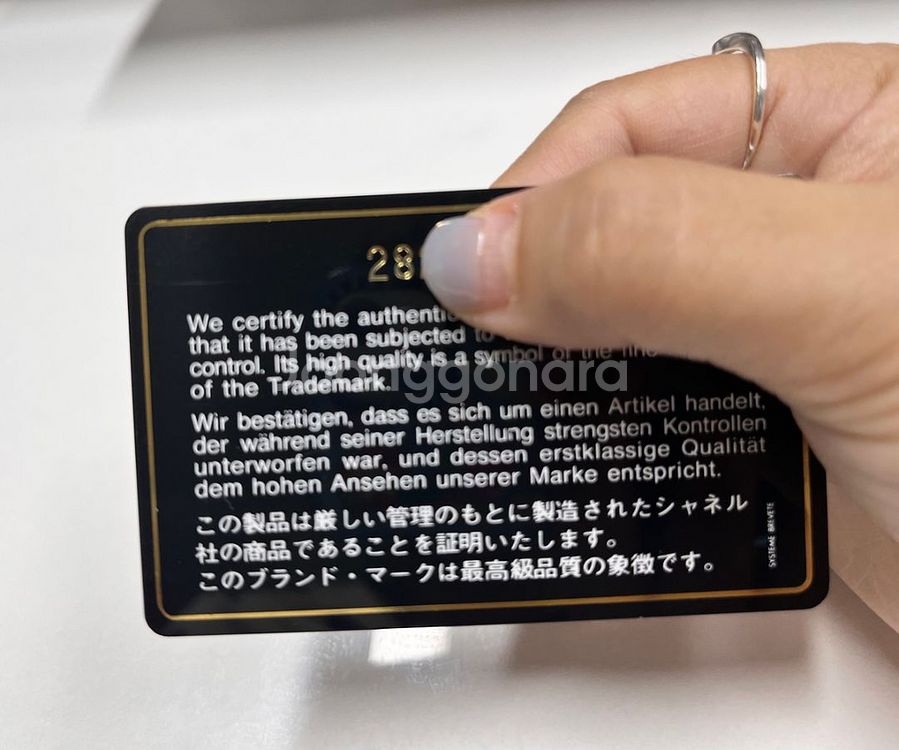 28
We certify the
that it has been subjected to
control. Its high quality is a symbol of the
of the Trademark.
Joonggonara
Wir bestätigen, dass es sich um einen Artikel handelt,
der während seiner Herstellung strengsten Kontrollen
unterworfen war, und dessen erstklassige Qualität
dem hohen Ansehen unserer Marke entspricht.
この製品は厳しい管理のもとに製造されたシャネル
社の商品であることを証明いたします。
このブランド・マークは最高級品質の象徴です。
SYSTEME BREVETE